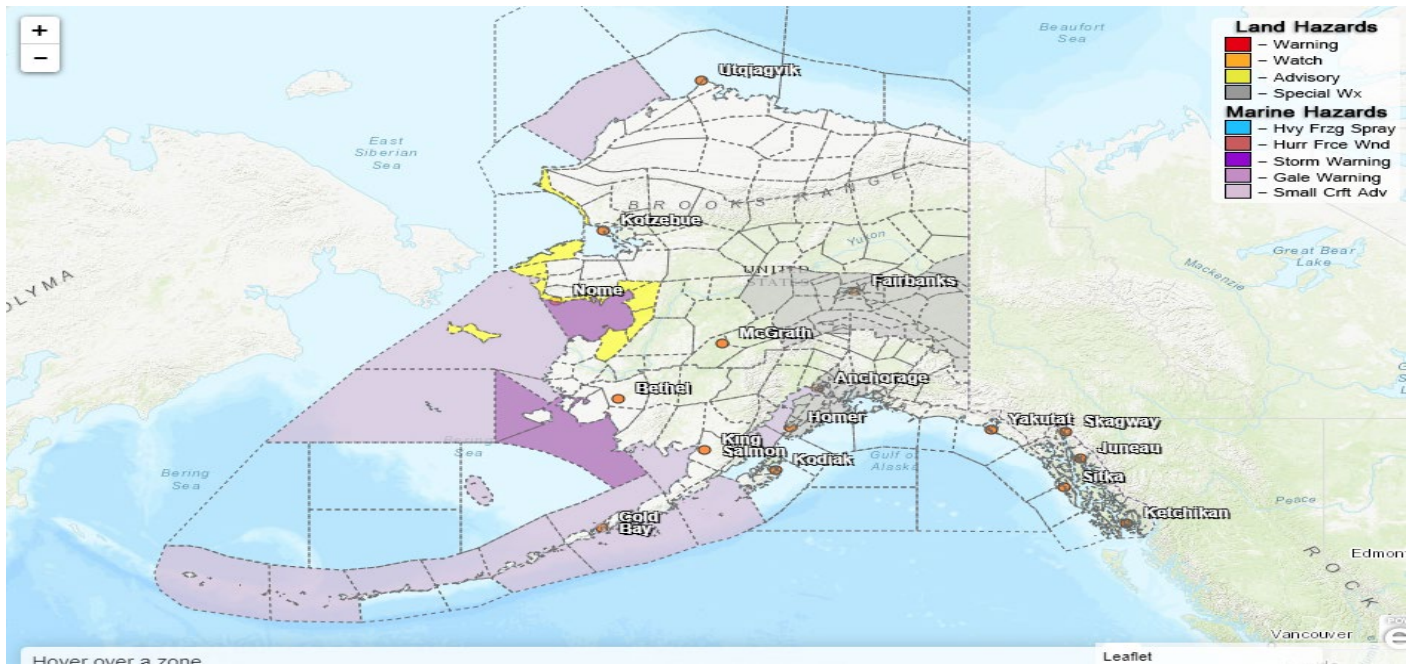 +
−
Land Hazards
– Warning
– Watch
– Advisory
– Special Wx
Marine Hazards
– Hvy Frzg Spray
– Hurr Frce Wnd
– Storm Warning
– Gale Warning
– Small Crft Adv
Beaufort
Sea
Utqiagvik
East
Siberian
Sea
BROOKS RANGE
Kotzebue
Yukon
Great Bear
Lake
Mackenzie
UNITED
STATES
Fairbanks
OLYMA
Nome
McGrath
Bethel
Anchorage
Homer
Yakutat
Skagway
King
Salmon
Juneau
Sea
Gulf of
Alaska
Kodiak
Bering
Sea
Sitka
Peace
Cold
Bay
Ketchikan
Edmon
ROCK
Vancouver
Hover over a zone
Leaflet